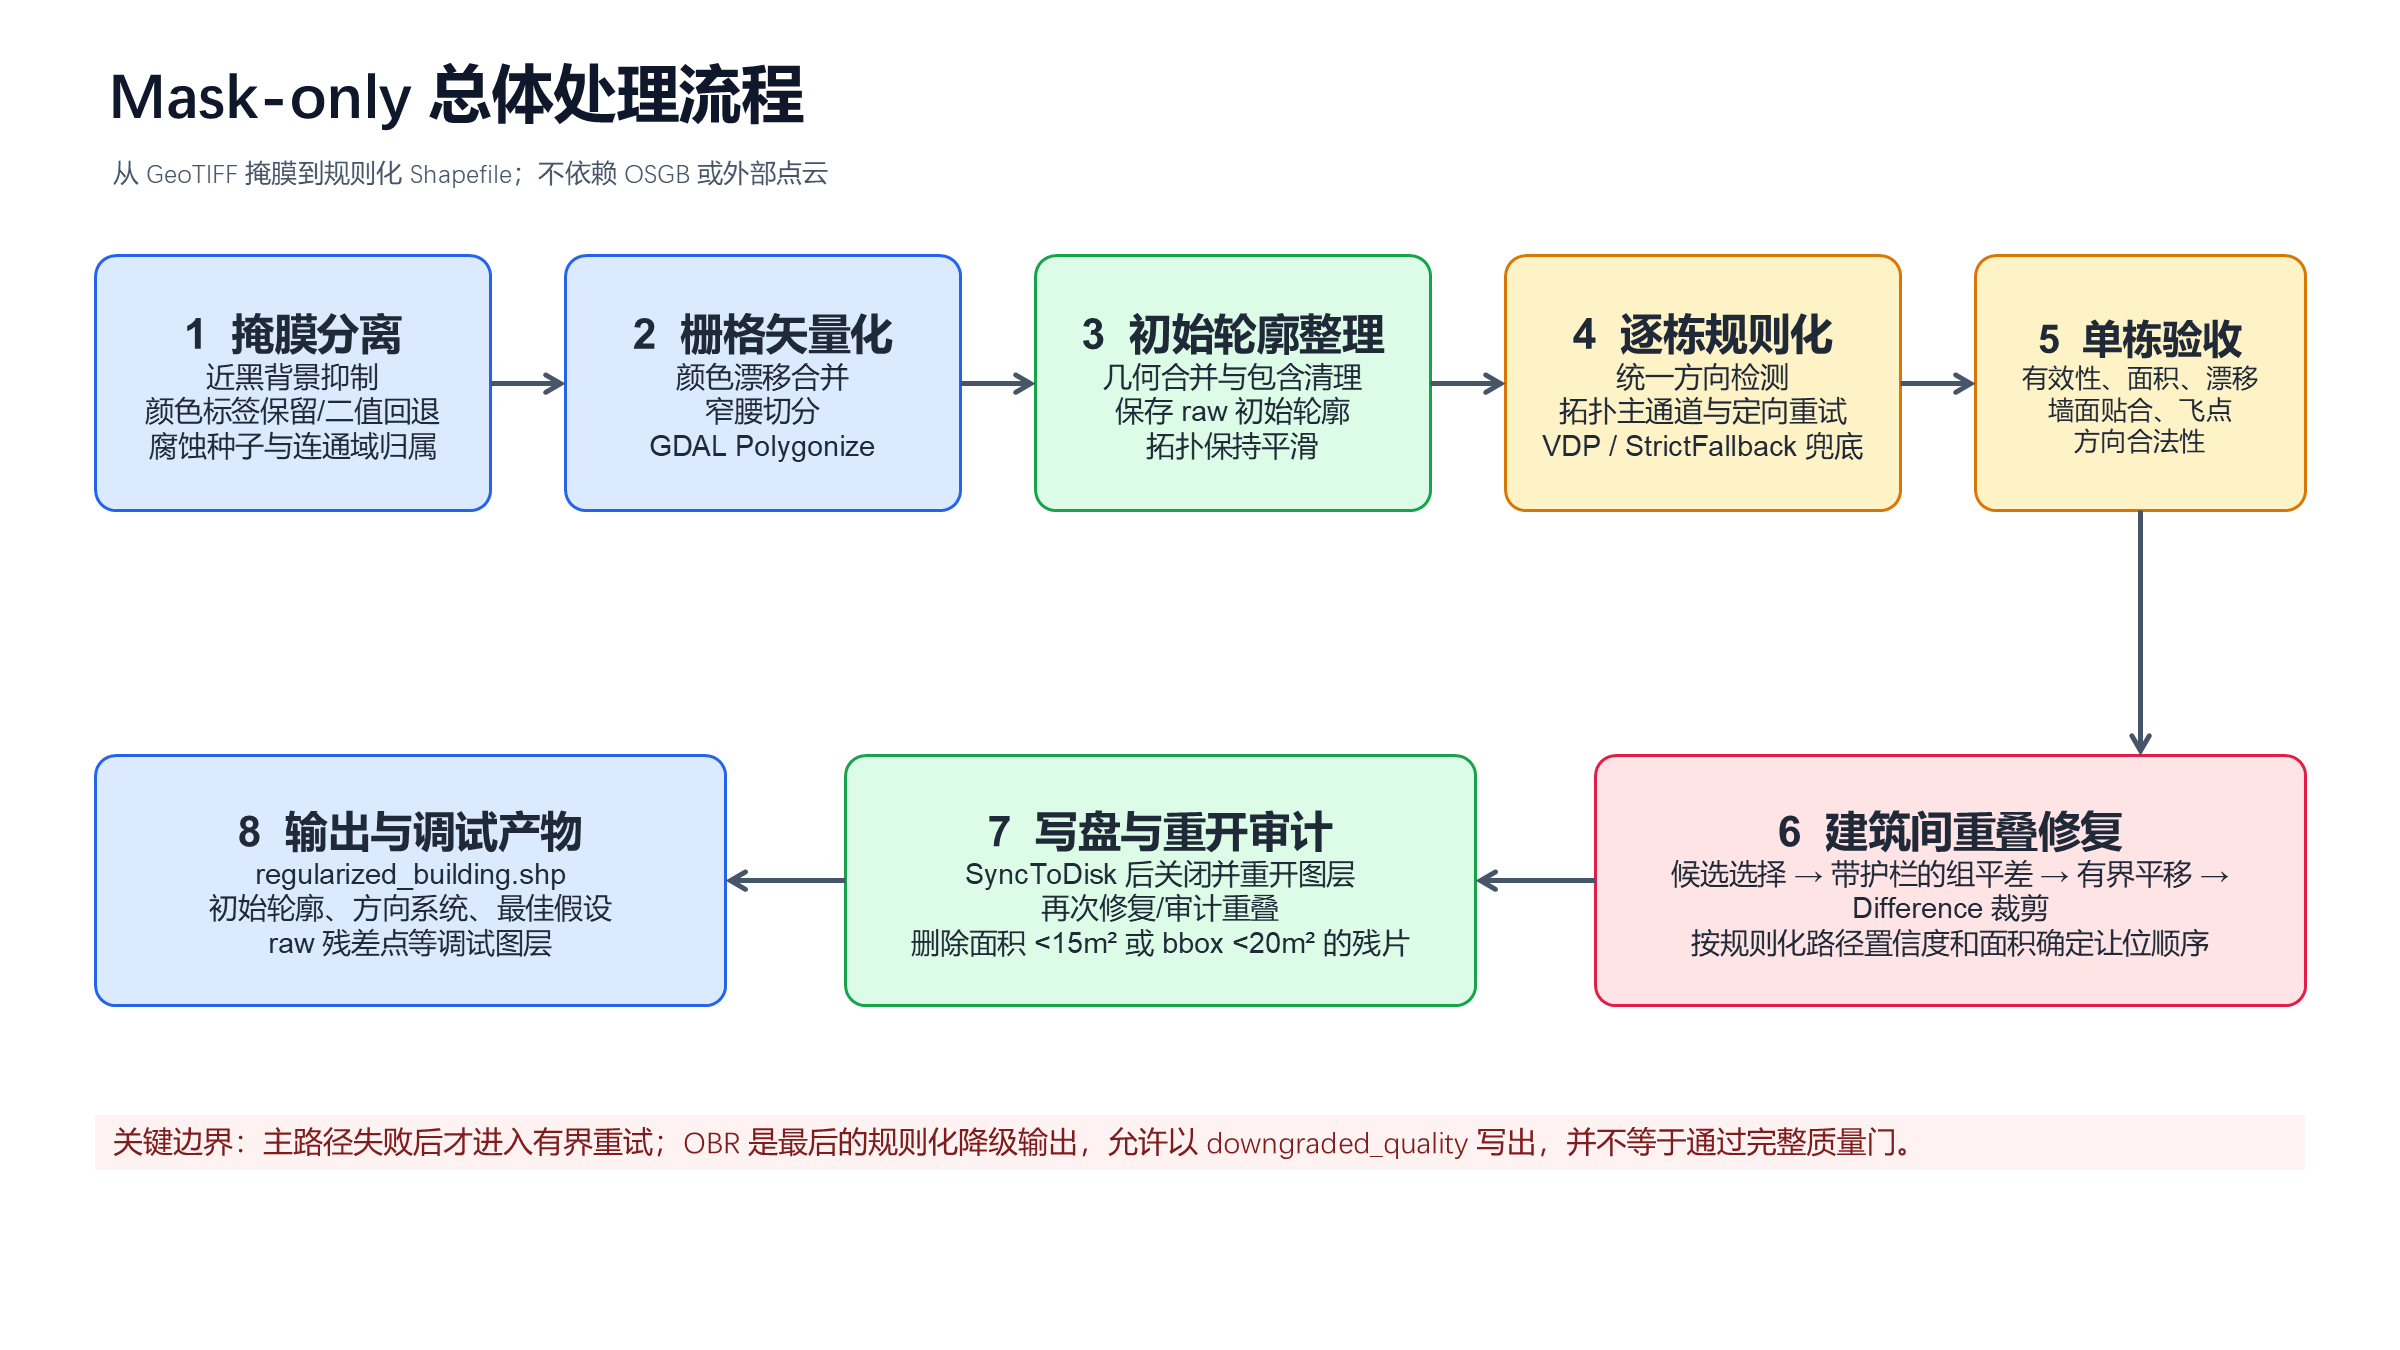 Mask-only 总体处理流程
从 GeoTIFF 掩膜到规则化 Shapefile；不依赖 OSGB 或外部点云
1 掩膜分离
近黑背景抑制
颜色标签保留/二值回退
腐蚀种子与连通域归属
2 栅格矢量化
颜色漂移合并
窄腰切分
GDAL Polygonize
3 初始轮廓整理
几何合并与包含清理
保存 raw 初始轮廓
拓扑保持平滑
4 逐栋规则化
统一方向检测
拓扑主通道与定向重试
VDP / StrictFallback 兜底
5 单栋验收
有效性、面积、漂移
墙面贴合、飞点
方向合法性
6 建筑间重叠修复
候选选择 → 带护栏的组平差 → 有界平移 →
Difference 裁剪
按规则化路径置信度和面积确定让位顺序
7 写盘与重开审计
SyncToDisk 后关闭并重开图层
再次修复/审计重叠
删除面积 <15m² 或 bbox <20m² 的残片
8 输出与调试产物
regularized_building.shp
初始轮廓、方向系统、最佳假设
raw 残差点等调试图层
关键边界：主路径失败后才进入有界重试；OBR 是最后的规则化降级输出，允许以 downgraded_quality 写出，并不等于通过完整质量门。